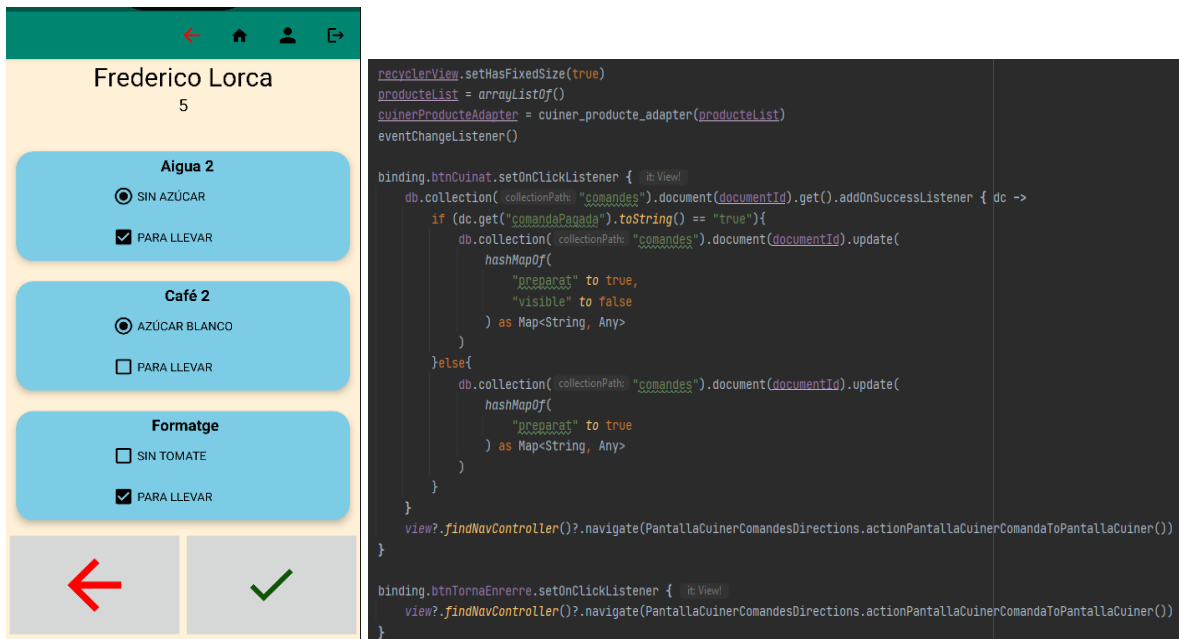 Frederico Lorca
5
Aigua 2
SIN AZÚCAR
PARA LLEVAR
Café 2
AZÚCAR BLANCO
PARA LLEVAR
Formatge
SIN TOMATE
PARA LLEVAR
recyclerView.setHasFixedSize(true)
producteList = arrayListOf()
cuinerProducteAdapter = cuiner_producte_adapter(producteList)
eventChangeListener()
binding.btnCuinat.setOnClickListener { it: View!
db.collection( collectionPath: "comandes").document(documentId).get().addOnSuccessListener { dc ->
if (dc.get("comandaPagada").toString() == "true"){
db.collection( collectionPath: "comandes").document(documentId).update(
hashMapOf(
"preparat" to true,
"visible" to false
) as Map<String, Any>
)
}else{
db.collection( collectionPath: "comandes").document(documentId).update(
hashMapOf(
"preparat" to true
) as Map<String, Any>
)
}
}
view?.findNavController()?.navigate(PantallaCuinerComandesDirections.actionPantallaCuinerComandaToPantallaCuiner())
}
binding.btnTornaEnrerre.setOnClickListener { it: View!
view?.findNavController()?.navigate(PantallaCuinerComandesDirections.actionPantallaCuinerComandaToPantallaCuiner())
}